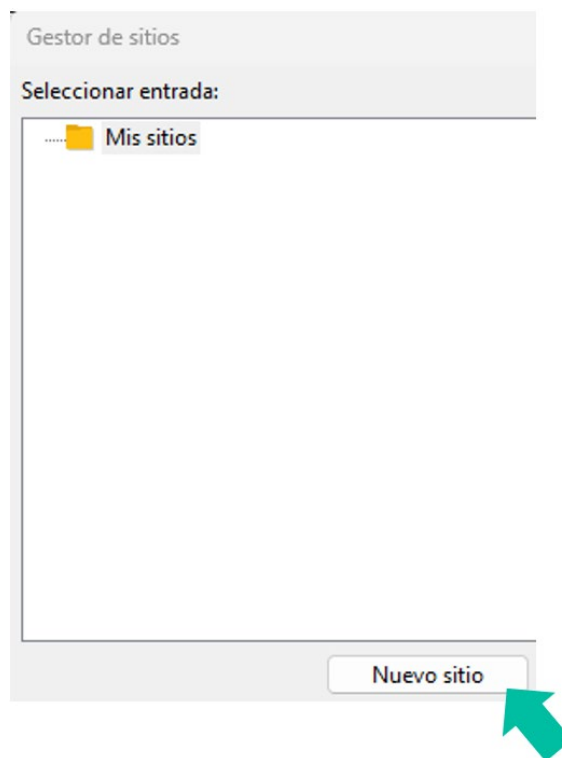 Gestor de sitios
Seleccionar entrada:
Mis sitios
Nuevo sitio